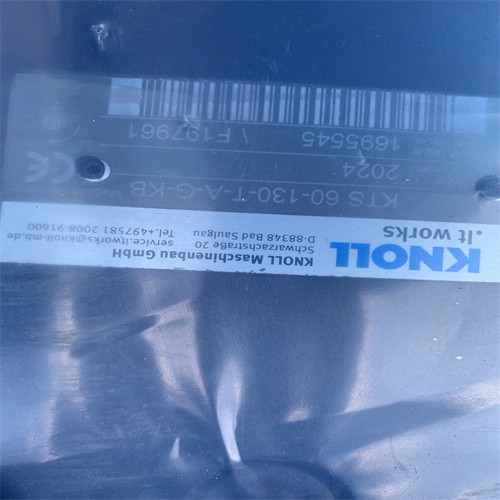 KNOLL
.It works
KNOLL Maschinenbau GmbH
Schwarzachstraße 20
D-88348 Bad Saulgau
service.itworks@knoll-mb.de
Tel.+497581 2008-91600
KTS 60-130-T-A-G-KB
2024
1695545 \ F197961
CE